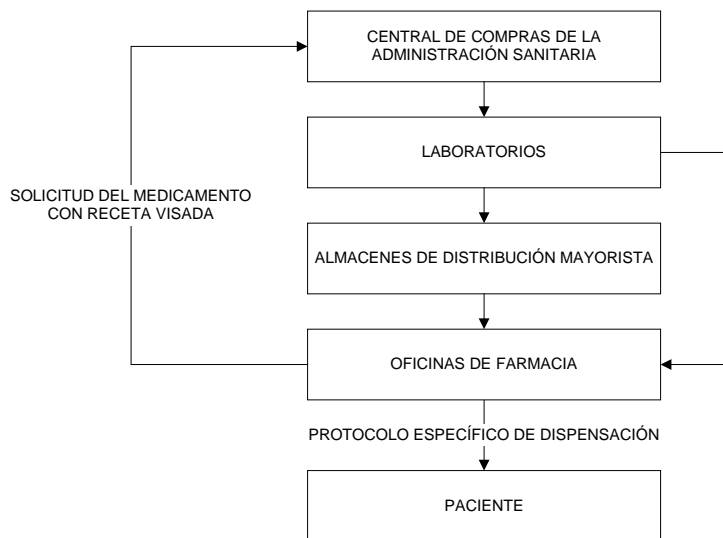 CENTRAL DE COMPRAS DE LA
ADMINISTRACIÓN SANITARIA
LABORATORIOS
SOLICITUD DEL MEDICAMENTO
CON RECETA VISADA
ALMACENES DE DISTRIBUCIÓN MAYORISTA
OFICINAS DE FARMACIA
PROTOCOLO ESPECÍFICO DE DISPENSACIÓN
PACIENTE